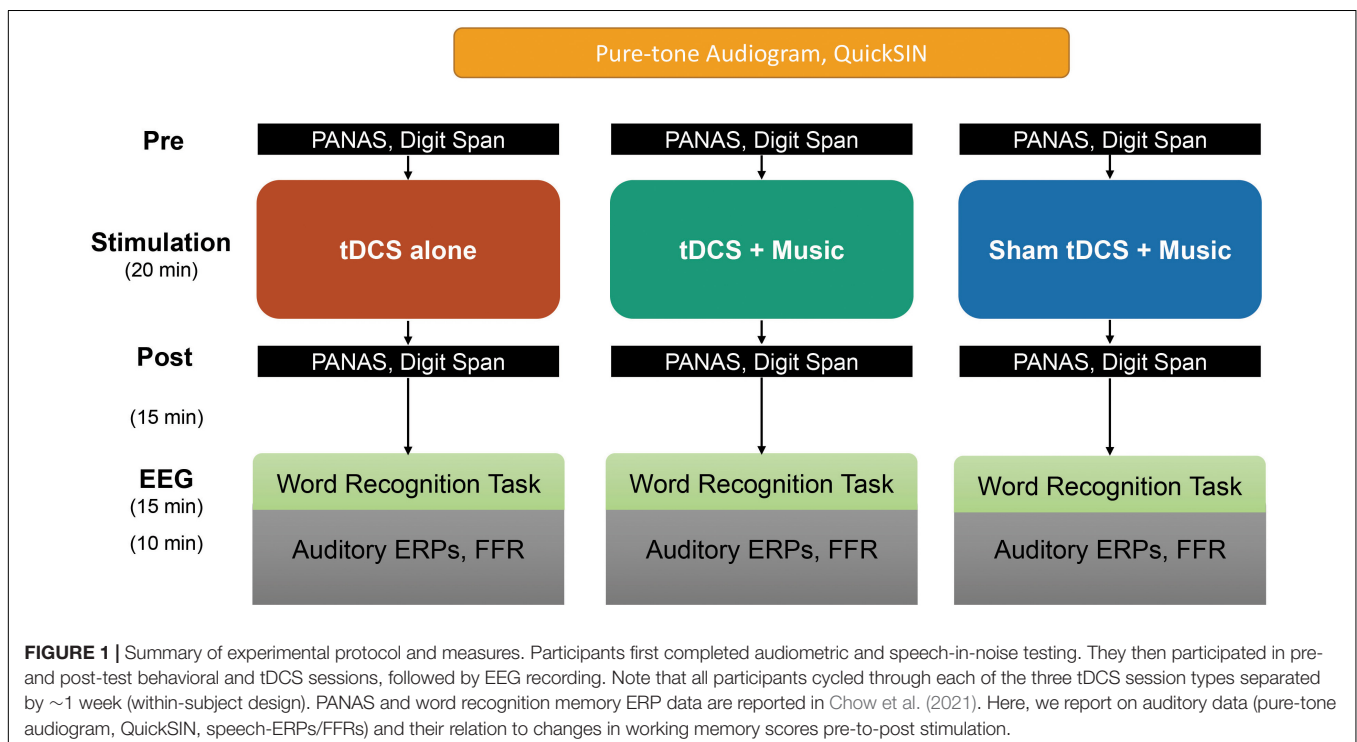 Pure-tone Audiogram, QuickSIN
Pre
PANAS, Digit Span
PANAS, Digit Span
PANAS, Digit Span
Stimulation
(20 min)
tDCS alone
tDCS + Music
Sham tDCS + Music
Post
PANAS, Digit Span
PANAS, Digit Span
PANAS, Digit Span
(15 min)
EEG
(15 min)
Word Recognition Task
Word Recognition Task
Word Recognition Task
(10 min)
Auditory ERPs, FFR
Auditory ERPs, FFR
Auditory ERPs, FFR
FIGURE 1 | Summary of experimental protocol and measures. Participants first completed audiometric and speech-in-noise testing. They then participated in pre-
and post-test behavioral and tDCS sessions, followed by EEG recording. Note that all participants cycled through each of the three tDCS session types separated
by ~1 week (within-subject design). PANAS and word recognition memory ERP data are reported in Chow et al. (2021). Here, we report on auditory data (pure-tone
audiogram, QuickSIN, speech-ERPs/FFRs) and their relation to changes in working memory scores pre-to-post stimulation.